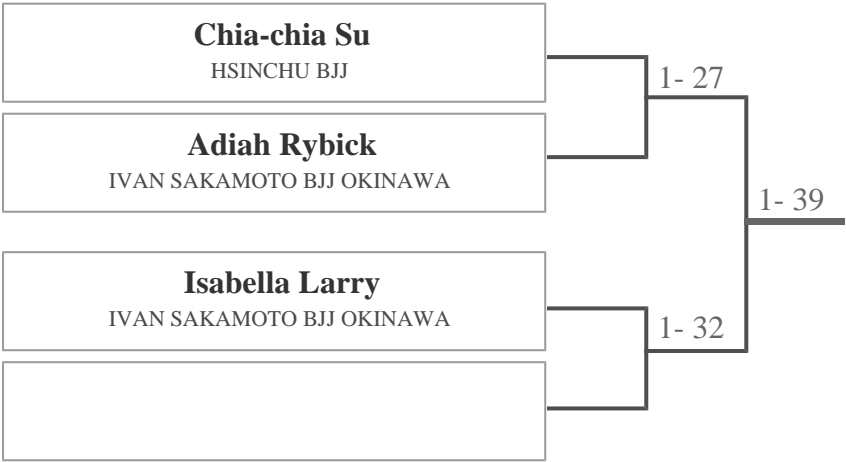 Chia-chia Su
HSINCHU BJJ
1- 27
Adiah Rybick
IVAN SAKAMOTO BJJ OKINAWA
1- 39
Isabella Larry
IVAN SAKAMOTO BJJ OKINAWA
1- 32